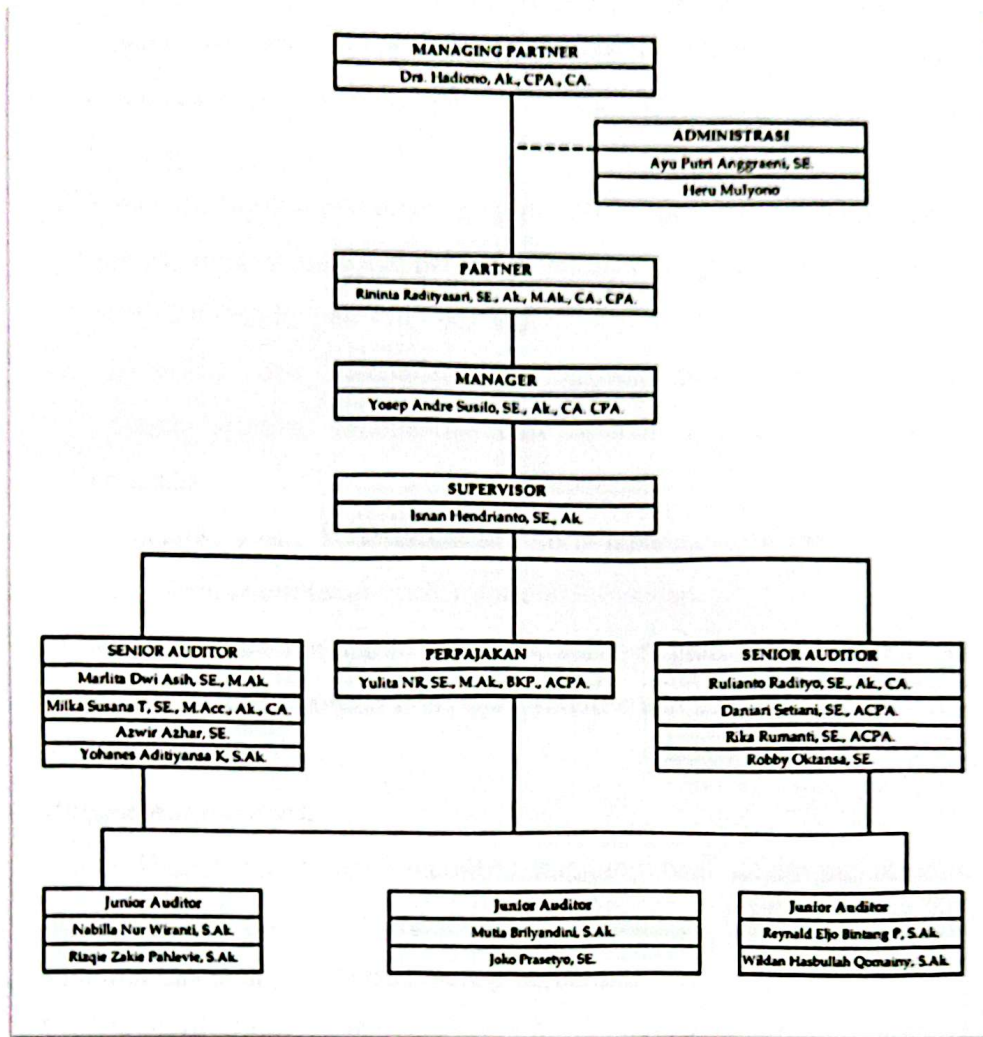 MANAGING PARTNER
Drs. Hadiono, Ak., CPA., CA.
ADMINISTRASI
Ayu Putri Anggraeni, SE.
Heru Mulyono
PARTNER
Rininta Radityasari, SE., Ak., M.Ak., CA., CPA.
MANAGER
Yosep Andre Susilo, SE., Ak., CA. CPA.
SUPERVISOR
Isnan Hendrianto, SE., Ak.
SENIOR AUDITOR
Marlita Dwi Asih, SE., M.Ak.
Milka Susana T, SE., M.Acc., Ak., CA.
Azwir Azhar, SE.
Yohanes Aditiyansa K, S.Ak.
PERPAJAKAN
Yulita NR, SE., M.Ak., BKP., ACPA.
SENIOR AUDITOR
Rulianto Radityo, SE., Ak., CA.
Daniari Setiani, SE., ACPA.
Rika Rumanti, SE., ACPA.
Robby Oktansa, SE.
Junior Auditor
Nabilla Nur Wiranti, S.Ak.
Rizqie Zakie Pahlevie, S.Ak.
Junior Auditor
Mutia Brilyandini, S.Ak.
Joko Prasetyo, SE.
Junior Auditor
Reynald Eljo Bintang P, S.Ak.
Wildan Hasbullah Qomainy, S.Ak.